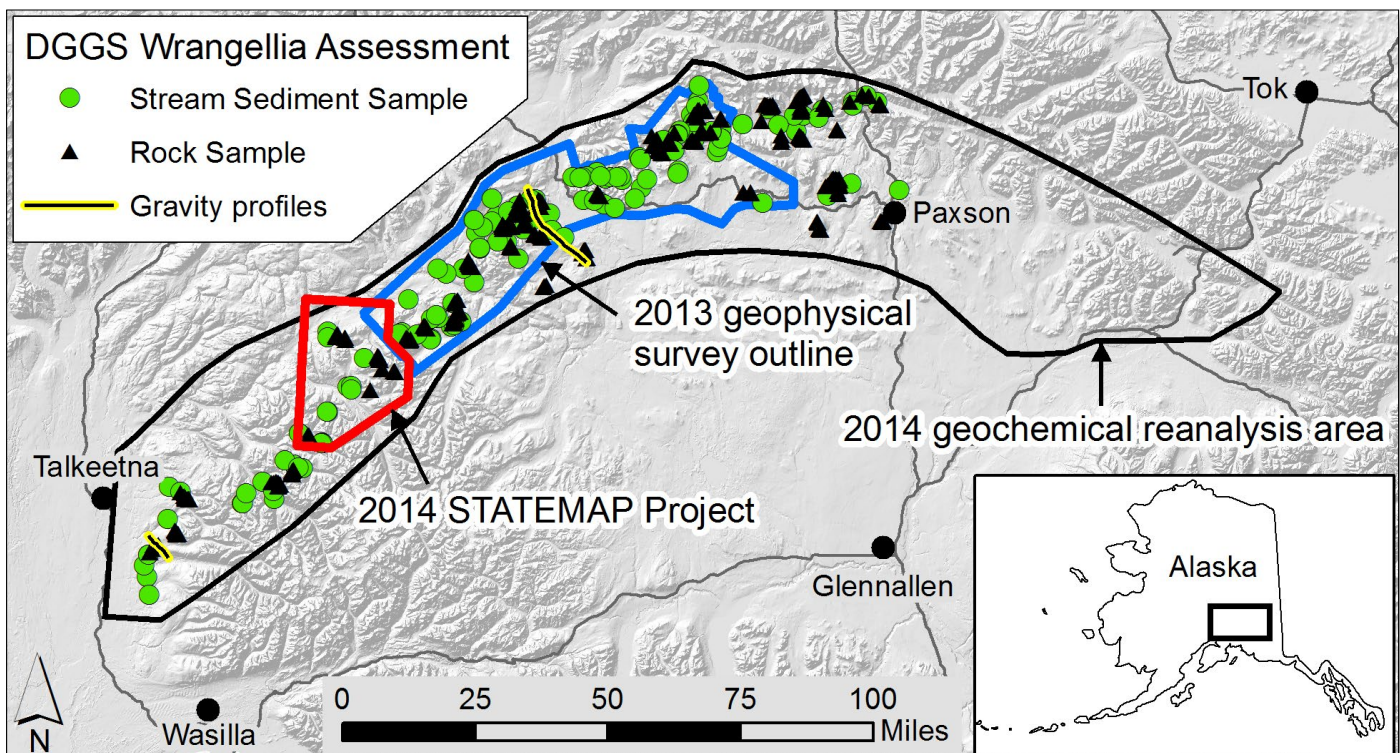 DGGS Wrangellia Assessment
Stream Sediment Sample
Rock Sample
Gravity profiles
Tok
Paxson
2013 geophysical
survey outline
2014 geochemical reanalysis area
Talkeetna
2014 STATEMAP Project
Glennallen
Alaska
0 25 50 75 100
Miles
Wasilla
N